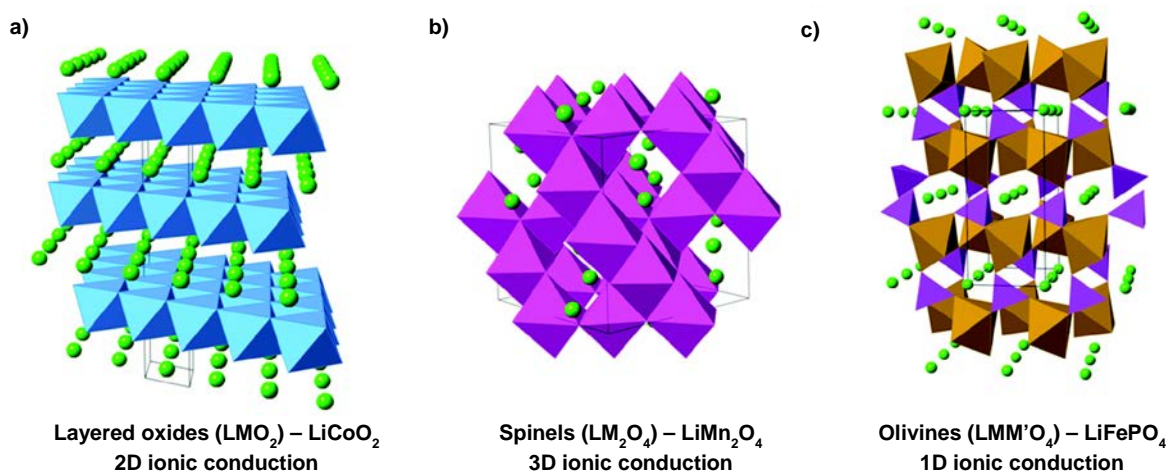 a)
b)
c)
Layered oxides (LMO₂) – LiCoO₂
2D ionic conduction
Spinels (LM₂O₄) – LiMn₂O₄
3D ionic conduction
Olivines (LMM’O₄) – LiFePO₄
1D ionic conduction